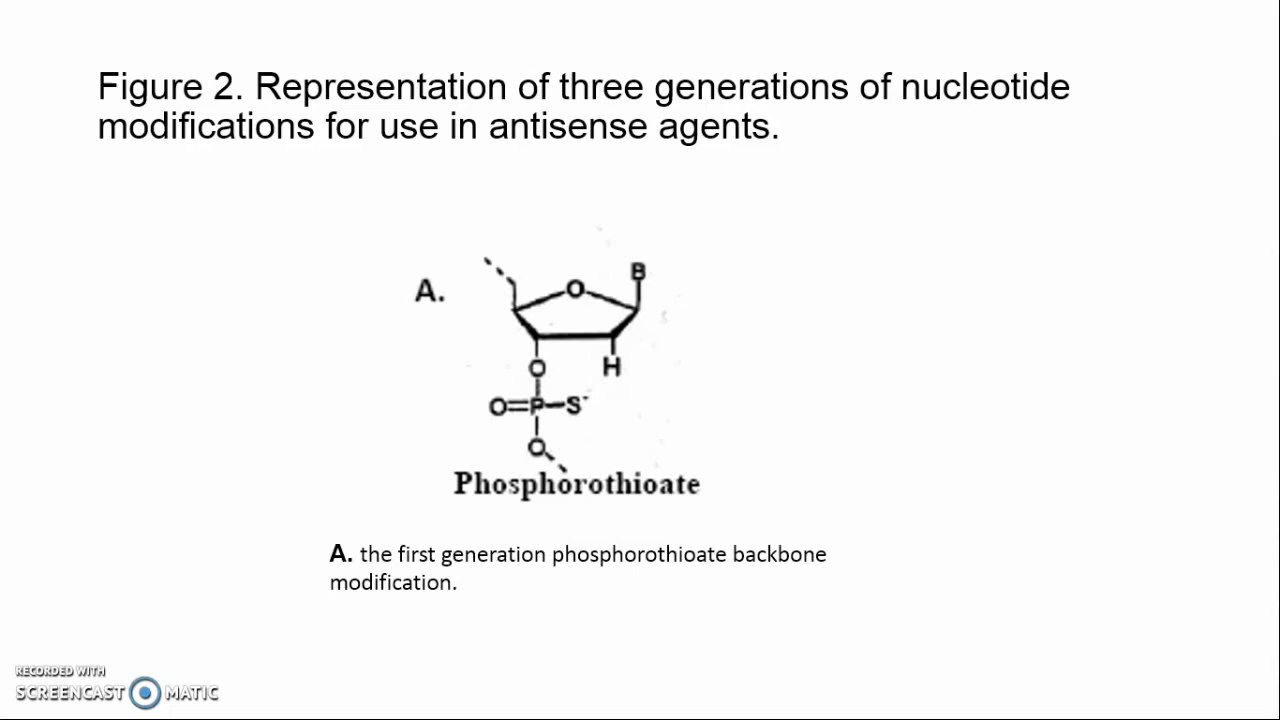 Figure 2. Representation of three generations of nucleotide
modifications for use in antisense agents.
A.
B
O
O
H
O=P-S-
O
Phosphorothioate
A. the first generation phosphorothioate backbone
modification.
RECORDED WITH
SCREENCAST MATIC